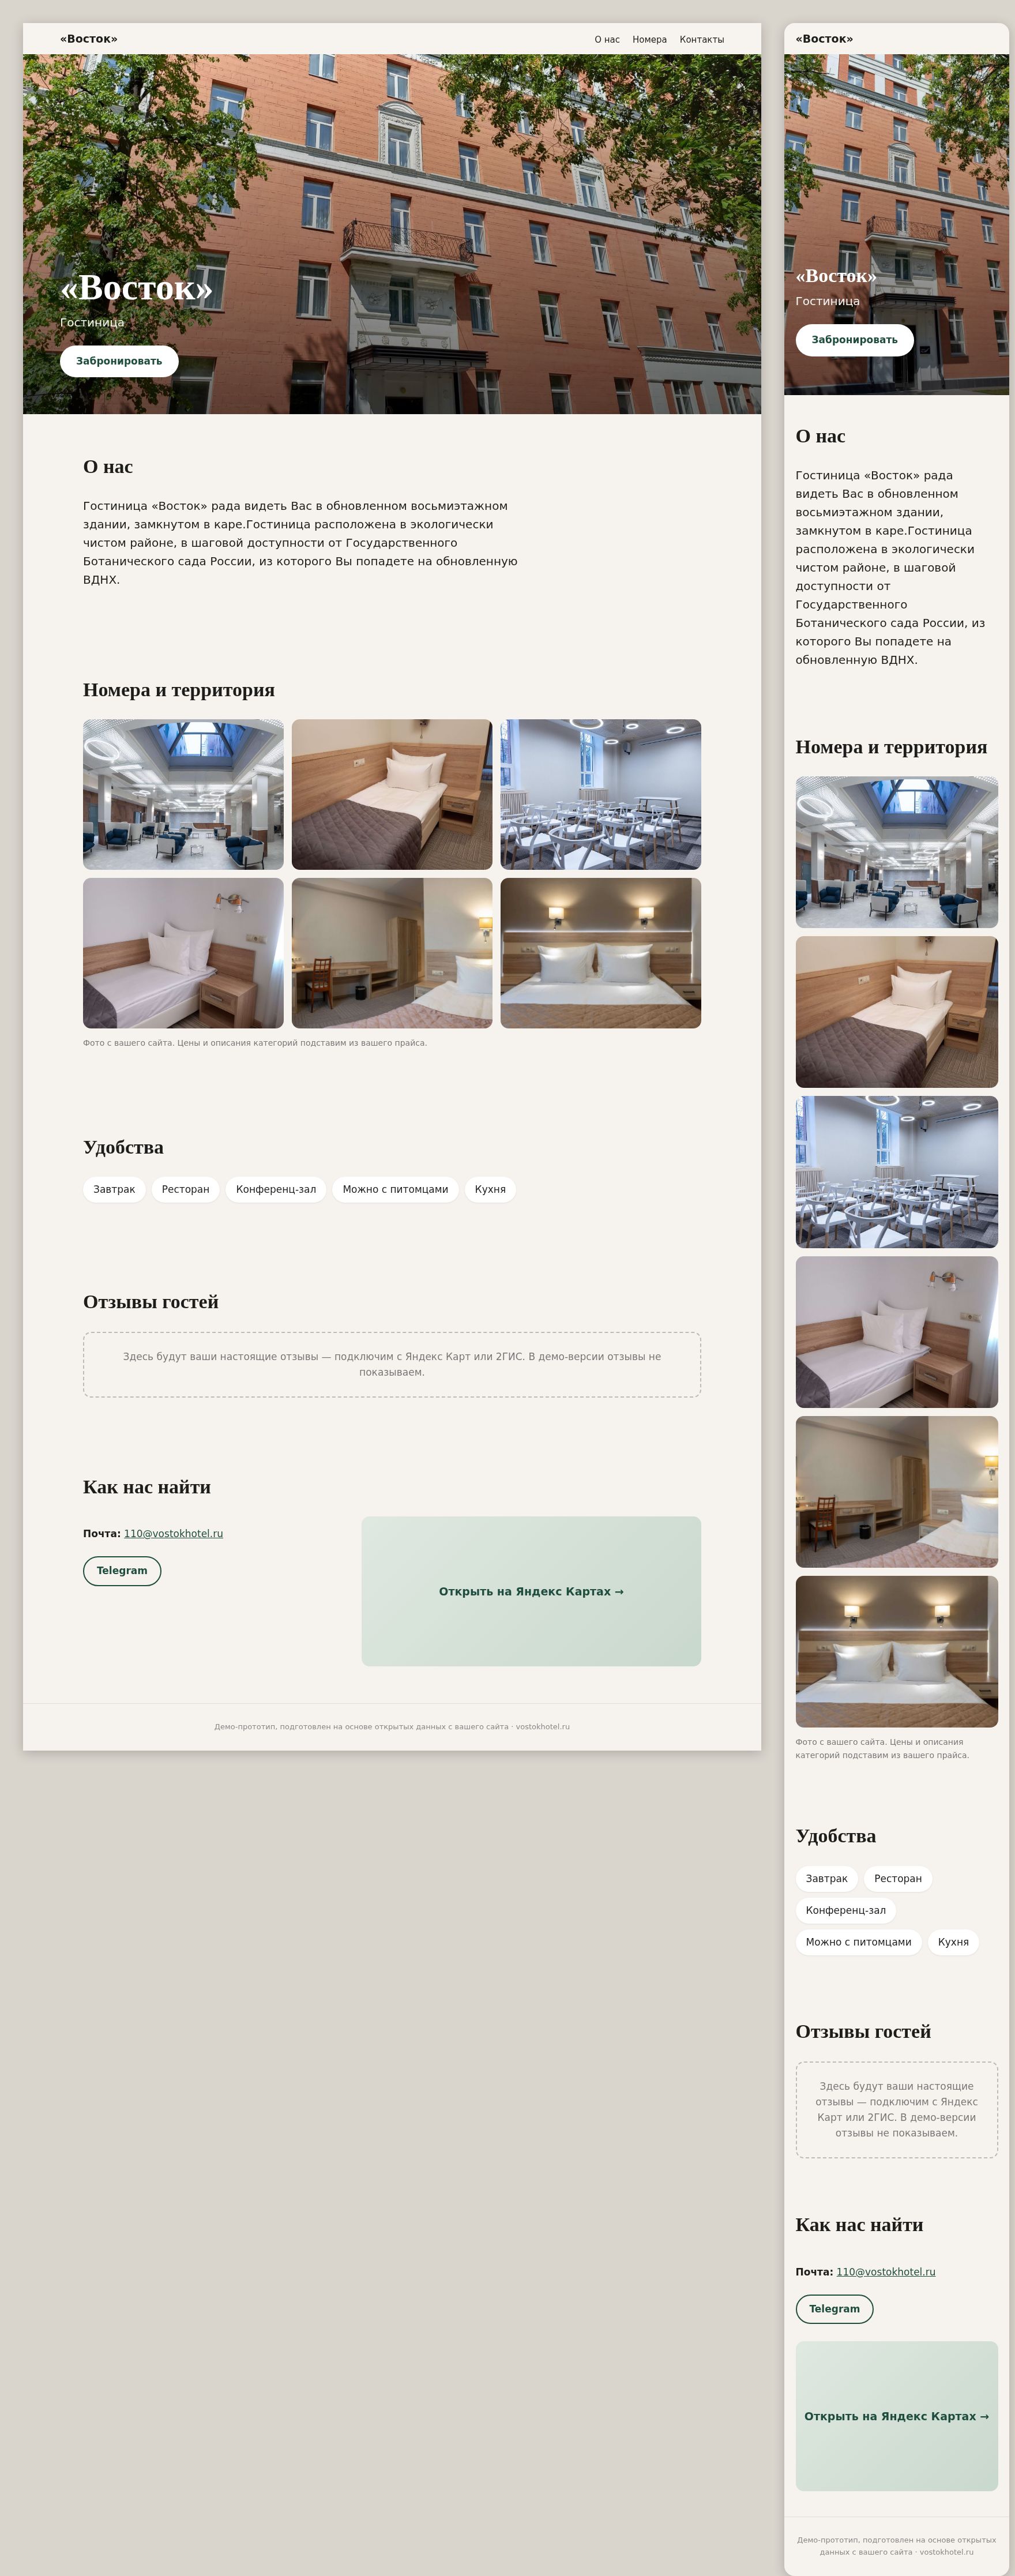 «Восток»
О нас Номера Контакты
«Восток»
Гостиница
Забронировать
О нас
Гостиница «Восток» рада видеть Вас в обновленном восьмиэтажном
здании, замкнутом в каре.Гостиница расположена в экологически
чистом районе, в шаговой доступности от Государственного
Ботанического сада России, из которого Вы попадете на обновленную
ВДНХ.
Номера и территория
Фото с вашего сайта. Цены и описания категорий подставим из вашего прайса.
Удобства
Завтрак Ресторан Конференц-зал Можно с питомцами Кухня
Отзывы гостей
Здесь будут ваши настоящие отзывы — подключим с Яндекс Карт или 2ГИС. В демо-версии отзывы не
показываем.
Как нас найти
Почта: 110@vostokhotel.ru
Telegram
Открыть на Яндекс Картах →
Демо-прототип, подготовлен на основе открытых данных с вашего сайта · vostokhotel.ru
«Восток»
«Восток»
Гостиница
Забронировать
О нас
Гостиница «Восток» рада
видеть Вас в обновленном
восьмиэтажном здании,
замкнутом в каре.Гостиница
расположена в экологически
чистом районе, в шаговой
доступности от
Государственного
Ботанического сада России, из
которого Вы попадете на
обновленную ВДНХ.
Номера и территория
Фото с вашего сайта. Цены и описания
категорий подставим из вашего прайса.
Удобства
Завтрак Ресторан
Конференц-зал
Можно с питомцами Кухня
Отзывы гостей
Здесь будут ваши настоящие
отзывы — подключим с Яндекс
Карт или 2ГИС. В демо-версии
отзывы не показываем.
Как нас найти
Почта: 110@vostokhotel.ru
Telegram
Открыть на Яндекс Картах →
Демо-прототип, подготовлен на основе открытых
данных с вашего сайта · vostokhotel.ru